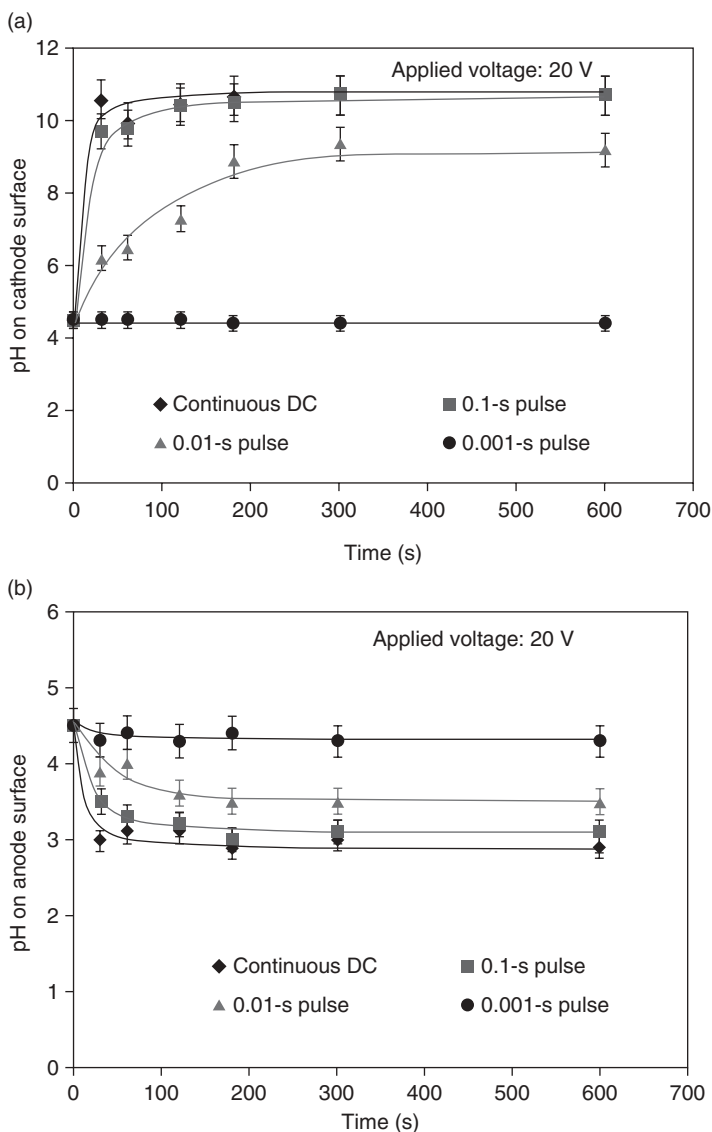 (a)
Applied voltage: 20 V
12
10
8
6
4
2
0
pH on cathode surface
Continuous DC
0.1-s pulse
0.01-s pulse
0.001-s pulse
0 100 200 300 400 500 600 700
Time (s)
(b)
Applied voltage: 20 V
6
5
4
3
2
1
0
pH on anode surface
Continuous DC
0.1-s pulse
0.01-s pulse
0.001-s pulse
0 100 200 300 400 500 600 700
Time (s)